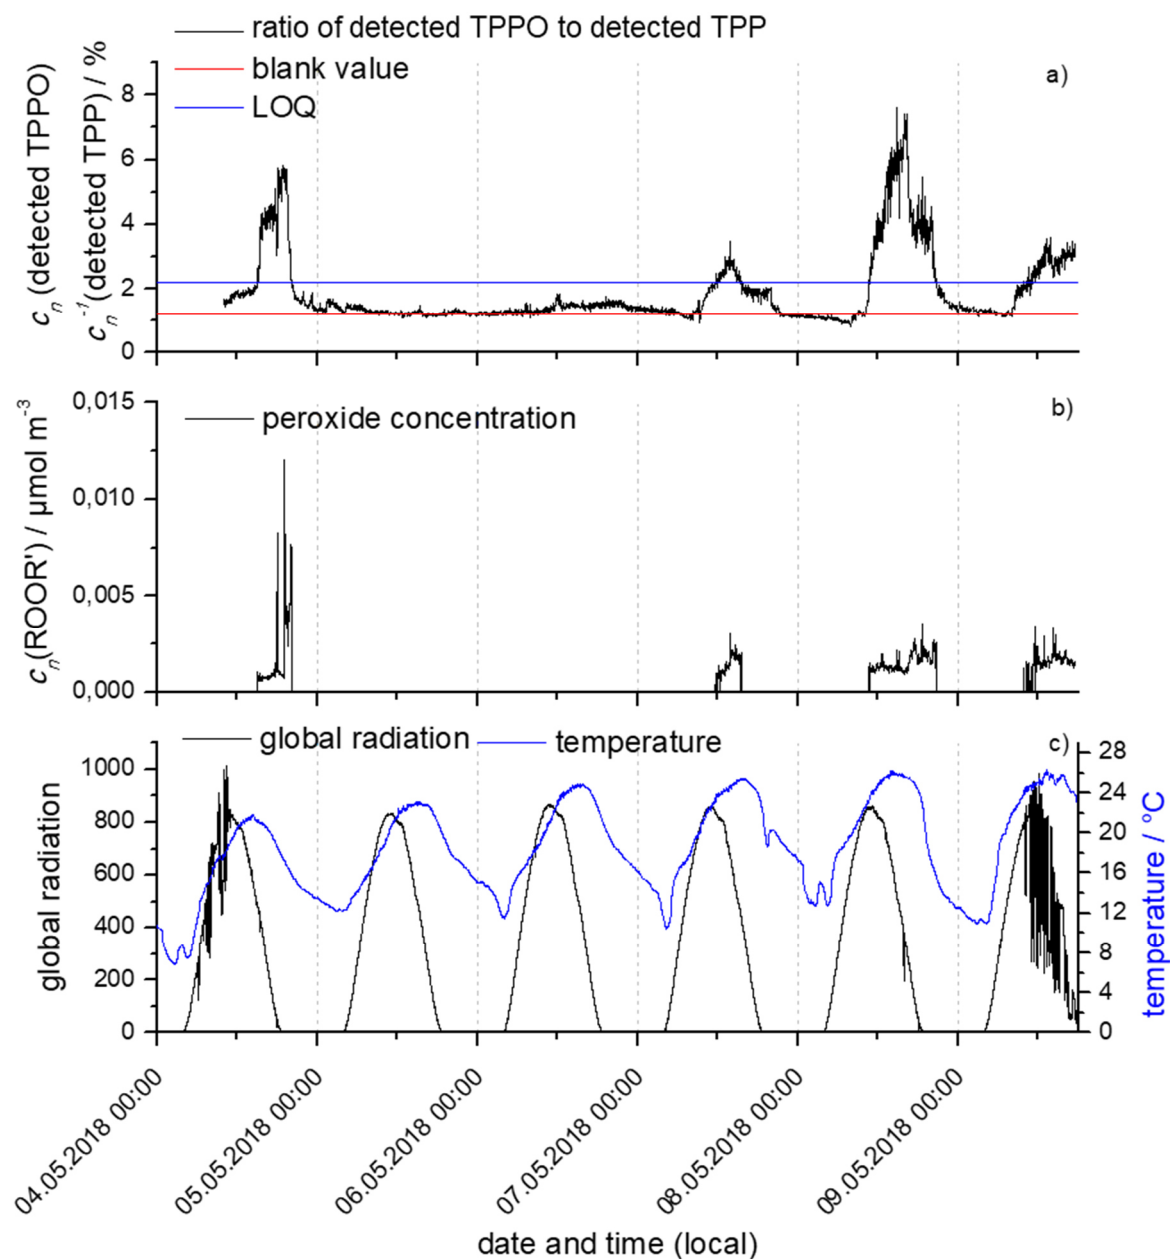 ratio of detected TPPO to detected TPP
blank value
LOQ
a)
cn (detected TPPO)
cn-1(detected TPP) / %
8
6
4
2
0
peroxide concentration
b)
cn(ROOR') / µmol m-3
0,015
0,010
0,005
0,000
global radiation
temperature
c)
global radiation
1000
800
600
400
200
0
28
24
20
16
12
8
4
0
temperature / °C
04.05.2018 00:00
05.05.2018 00:00
06.05.2018 00:00
07.05.2018 00:00
08.05.2018 00:00
09.05.2018 00:00
date and time (local)